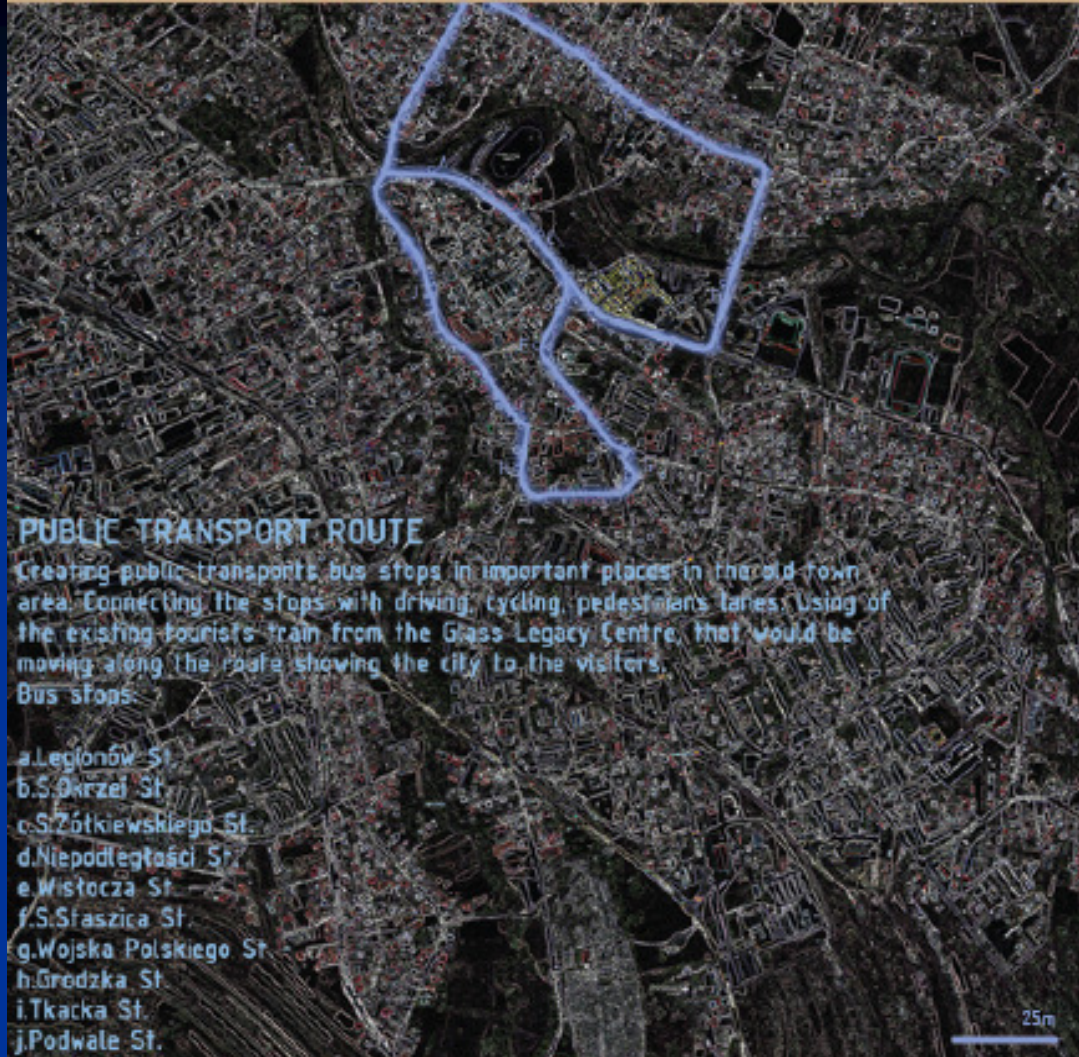 PUBLIC TRANSPORT ROUTE
Creating public transports bus stops in important places in the old town
area. Connecting the stops with driving, cycling, pedestrians lanes. Using of
the existing tourists train from the Glass Legacy Centre, that would be
moving along the route showing the city to the visitors.
Bus stops:
a.Legionów St.
b.S.Okrzei St.
c.S.Żółkiewskiego St.
d.Niepodległości St.
e.Wisłocza St.
f.S.Staszica St.
g.Wojska Polskiego St.
h.Grodzka St.
i.Tkacka St.
j.Podwale St.
25m